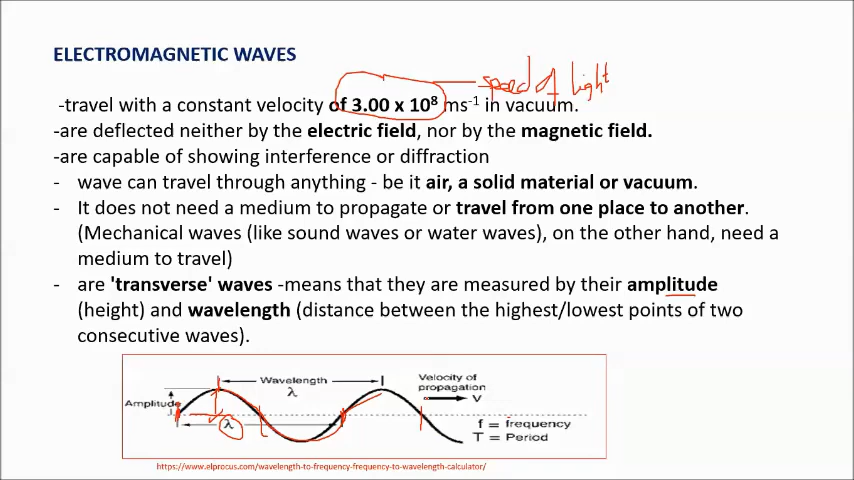 ELECTROMAGNETIC WAVES
speed of light
-travel with a constant velocity of 3.00 x 10⁸ ms⁻¹ in vacuum.
-are deflected neither by the electric field, nor by the magnetic field.
-are capable of showing interference or diffraction
- wave can travel through anything - be it air, a solid material or vacuum.
- It does not need a medium to propagate or travel from one place to another.
(Mechanical waves (like sound waves or water waves), on the other hand, need a
medium to travel)
- are 'transverse' waves -means that they are measured by their amplitude
(height) and wavelength (distance between the highest/lowest points of two
consecutive waves).
Wavelength
λ
Velocity of
propagation
V
Amplitude
λ
f = frequency
T = Period
https://www.elprocus.com/wavelength-to-frequency-frequency-to-wavelength-calculator/